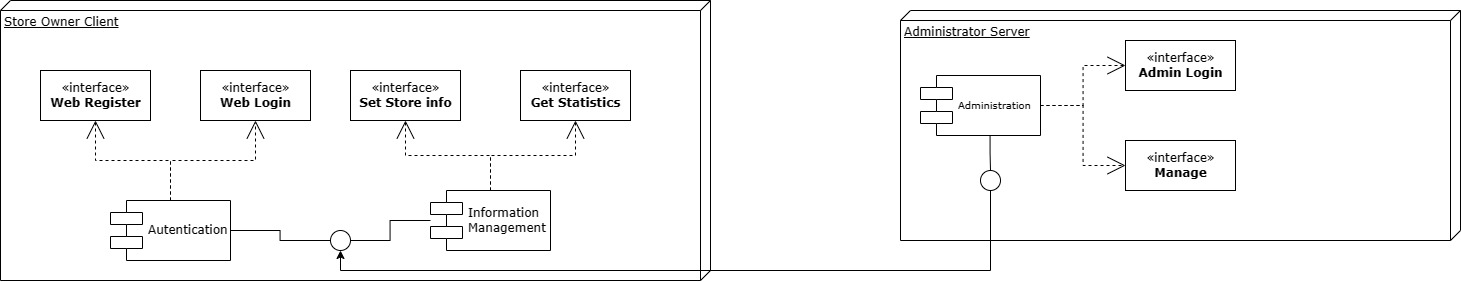 Store Owner Client
«interface»
Web Register
«interface»
Web Login
«interface»
Set Store info
«interface»
Get Statistics
Autentication
Information
Management
Administrator Server
Administration
«interface»
Admin Login
«interface»
Manage